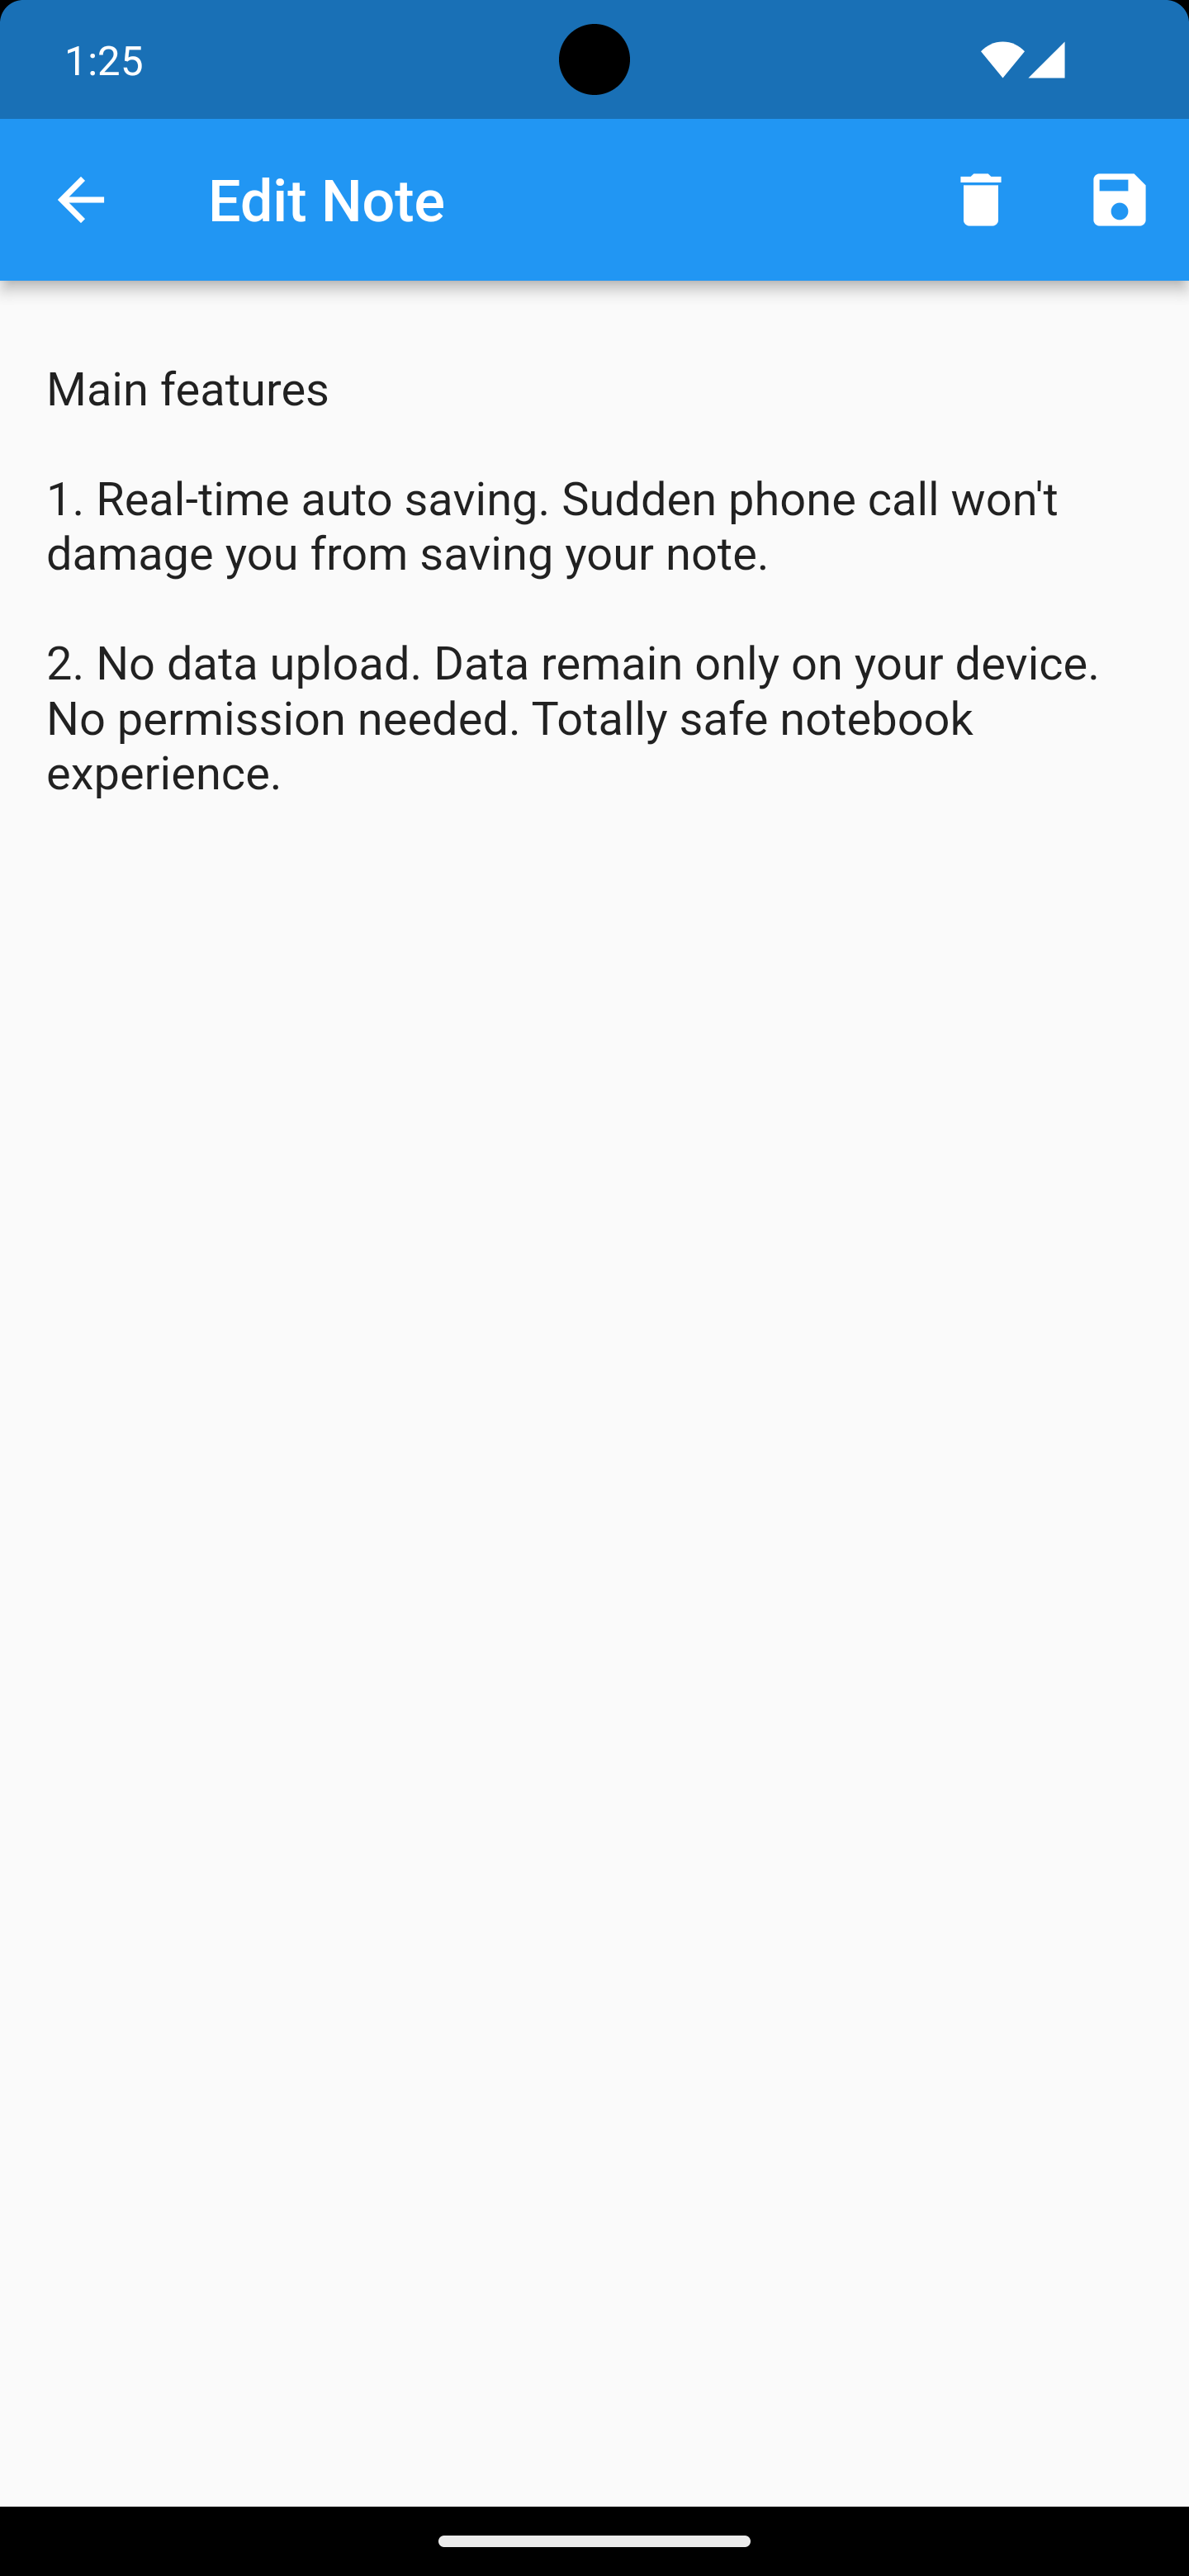 1:25
Edit Note
Main features
1. Real-time auto saving. Sudden phone call won't
damage you from saving your note.
2. No data upload. Data remain only on your device.
No permission needed. Totally safe notebook
experience.